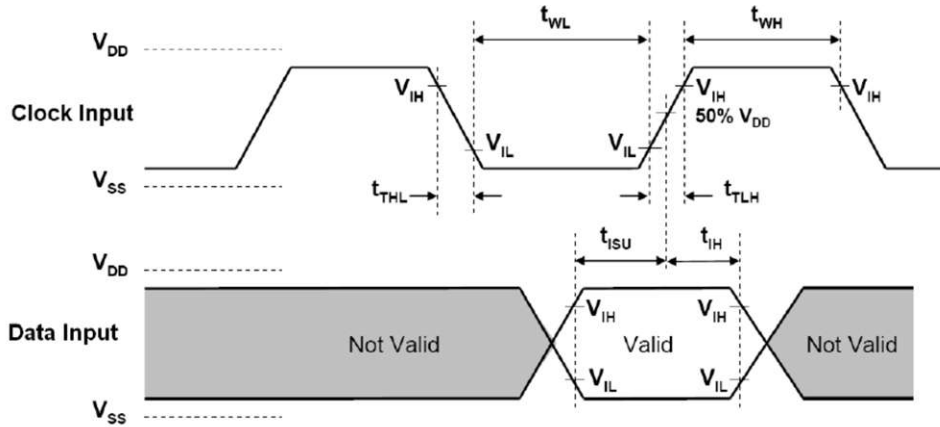 t_WL t_WH
V_DD
Clock Input
V_IH V_IH V_IH
50% V_DD
V_IL V_IL
V_SS
t_THL t_TLH
t_ISU t_IH
V_DD
V_IH V_IH
Data Input
Not Valid Valid Not Valid
V_IL V_IL
V_SS